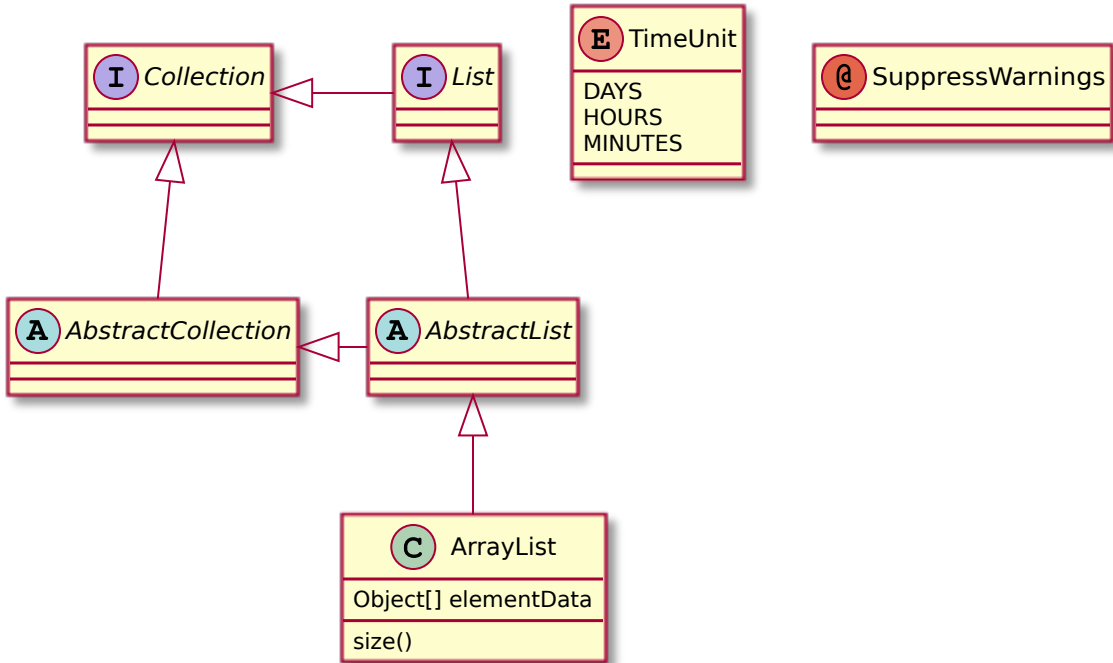 I Collection
I List
E TimeUnit
DAYS
HOURS
MINUTES
@ SuppressWarnings
A AbstractCollection
A AbstractList
C ArrayList
Object[] elementData
size()